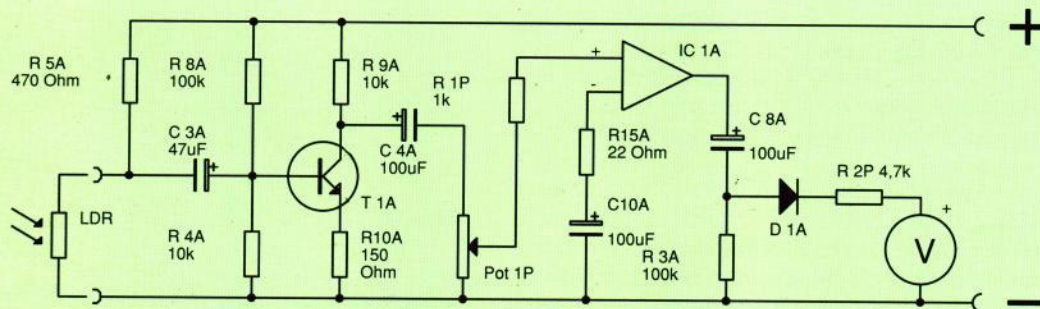 R 5A
470 Ohm
R 8A
100k
R 9A
10k
R 1P
1k
+
IC 1A
-
+
C 3A
47uF
+
+
C 4A
100uF
R15A
22 Ohm
+
C 8A
100uF
LDR
T 1A
+
C10A
100uF
R 2P 4,7k
+
D 1A
V
R 4A
10k
R10A
150
Ohm
Pot 1P
R 3A
100k